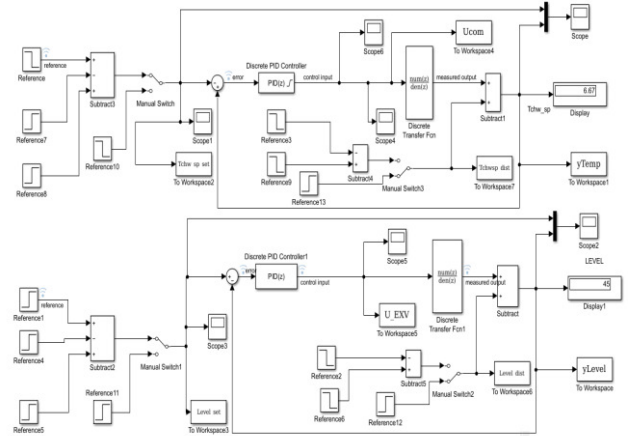 Scope6
Ucom
To Workspace4
Scope
Discrete PID Controller
Reference
reference
error
PID(z)
control input
num(z)
den(z)
measured output
Subtract3
Manual Switch
Subtract1
6.67
Tchw_sp
Display
Reference7
Scope1
Scope4
Discrete
Transfer Fcn
Reference3
Reference10
Tchw sp set
To Workspace2
Subtract4
Tchwsp dist
To Workspace7
yTemp
To Workspace1
Reference8
Reference9
Reference13
Manual Switch3
Scope2
Discrete PID Controller1
LEVEL
error
PID(z)
control input
Scope5
num(z)
den(z)
measured output
Subtract
45
Display1
Reference1
reference
Subtract2
Manual Switch1
Scope3
U_EXV
To Workspace5
Discrete
Transfer Fcn1
Reference4
Reference2
Subtract5
Level dist
To Workspace6
yLevel
To Workspace
Reference11
Level set
To Workspace3
Manual Switch2
Reference5
Reference6
Reference12